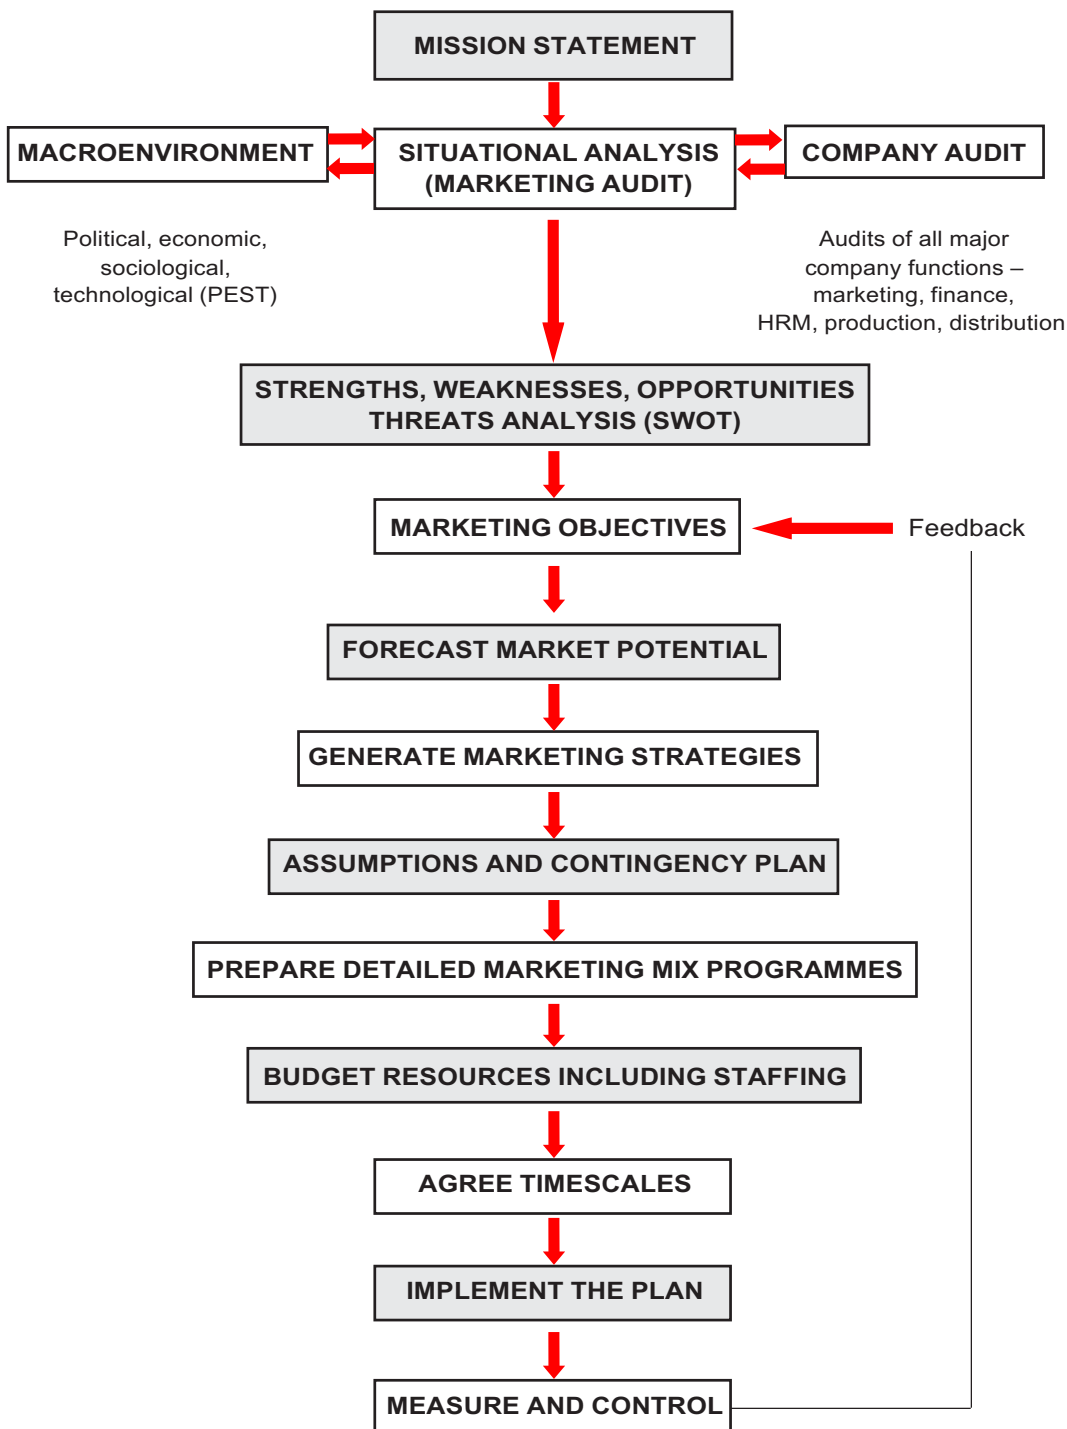 MISSION STATEMENT
MACROENVIRONMENT
SITUATIONAL ANALYSIS
(MARKETING AUDIT)
COMPANY AUDIT
Political, economic,
sociological,
technological (PEST)
Audits of all major
company functions –
marketing, finance,
HRM, production, distribution
STRENGTHS, WEAKNESSES, OPPORTUNITIES
THREATS ANALYSIS (SWOT)
MARKETING OBJECTIVES
Feedback
FORECAST MARKET POTENTIAL
GENERATE MARKETING STRATEGIES
ASSUMPTIONS AND CONTINGENCY PLAN
PREPARE DETAILED MARKETING MIX PROGRAMMES
BUDGET RESOURCES INCLUDING STAFFING
AGREE TIMESCALES
IMPLEMENT THE PLAN
MEASURE AND CONTROL